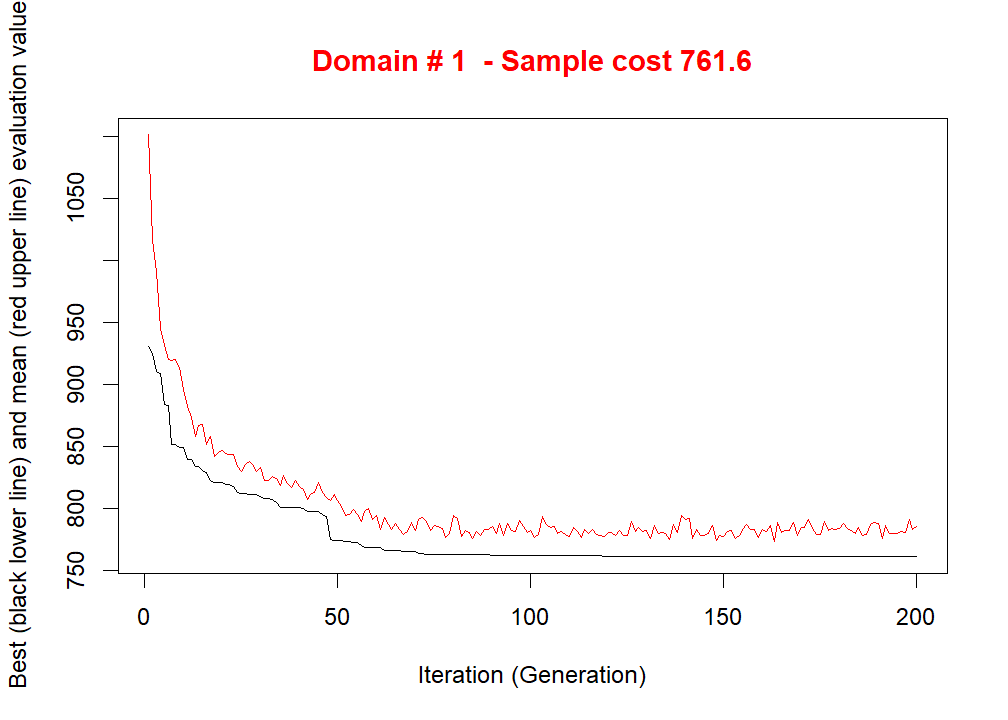 Domain # 1  - Sample cost 761.6
Best (black lower line) and mean (red upper line) evaluation value
1050
950
900
850
800
750
0 50 100 150 200
Iteration (Generation)